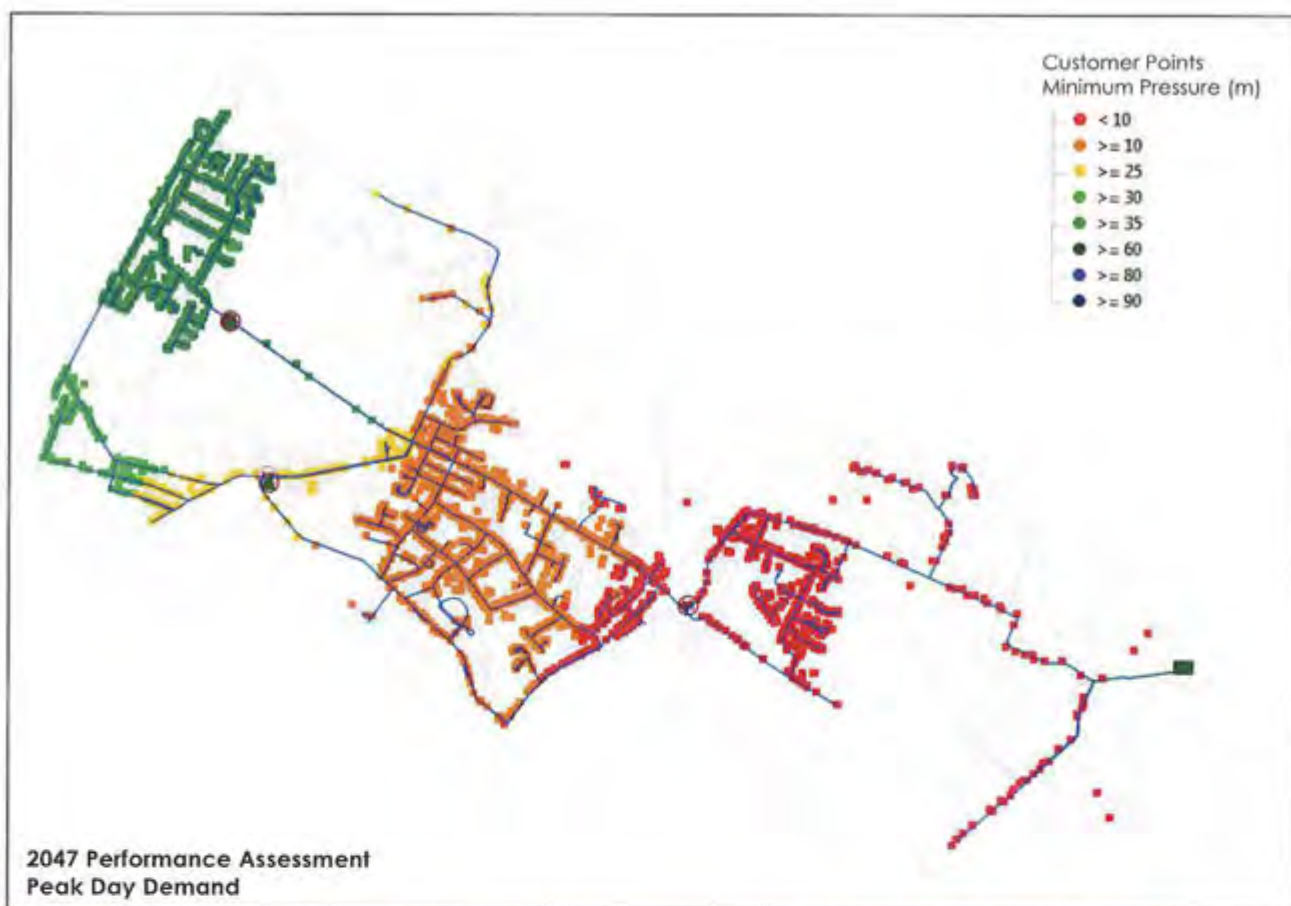 Customer Points
Minimum Pressure (m)
< 10
>= 10
>= 25
>= 30
>= 35
>= 60
>= 80
>= 90
2047 Performance Assessment
Peak Day Demand